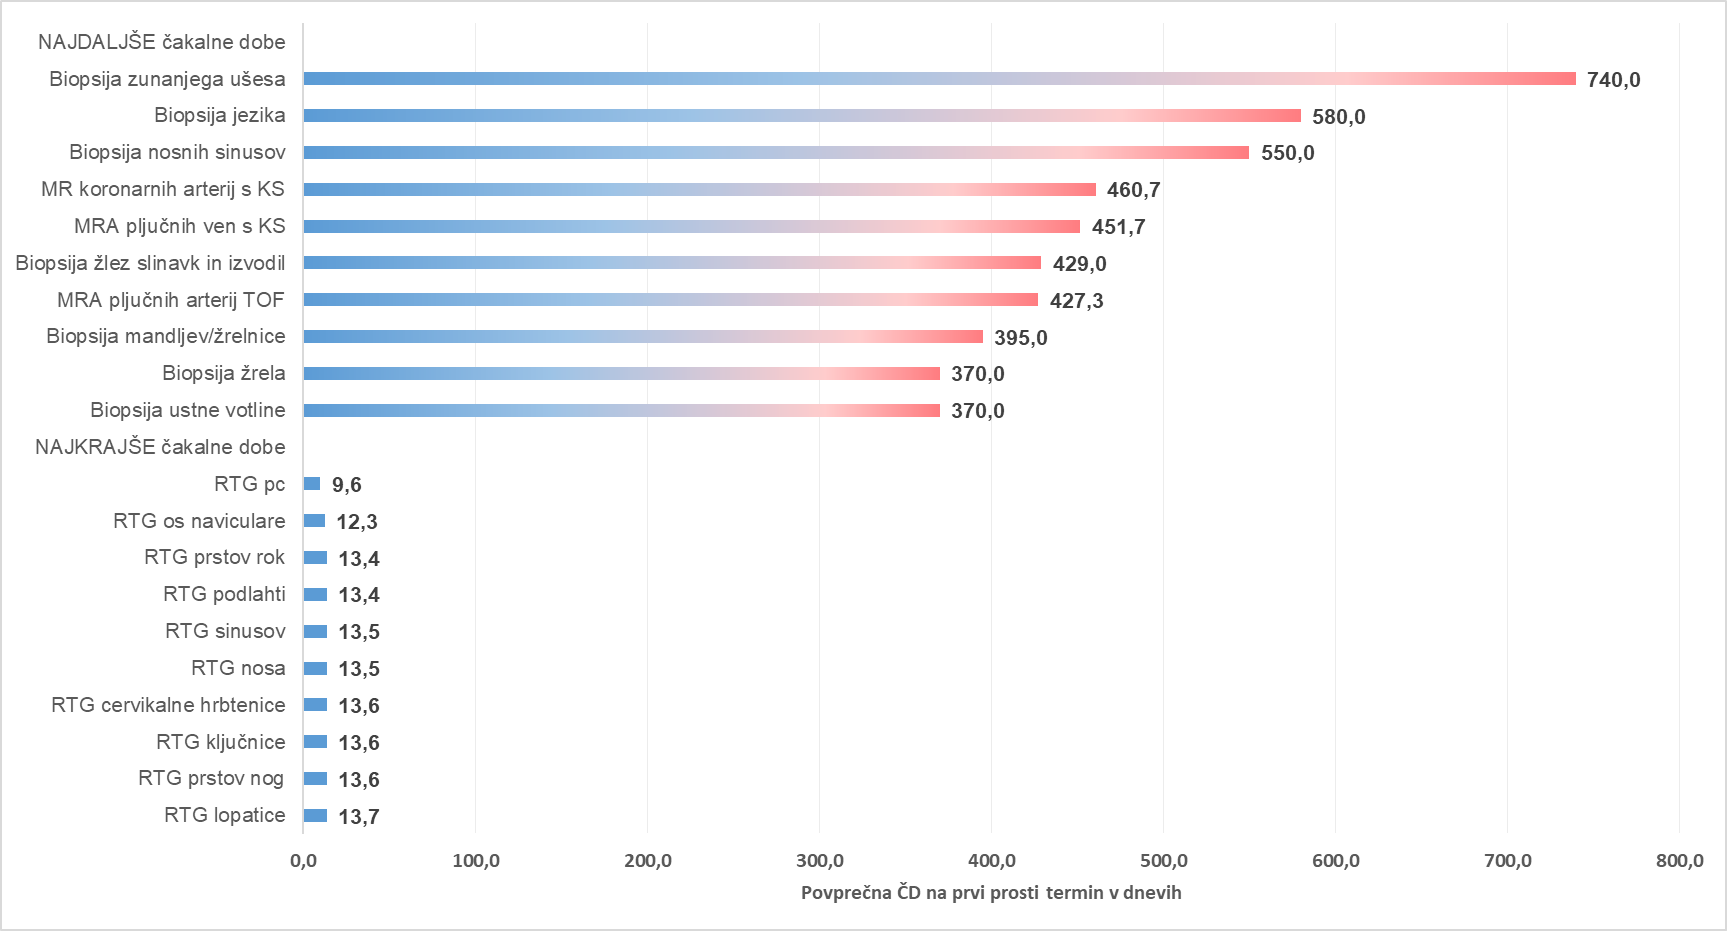 NAJDALJŠE čakalne dobe
Biopsija zunanjega ušesa 740,0
Biopsija jezika 580,0
Biopsija nosnih sinusov 550,0
MR koronarnih arterij s KS 460,7
MRA pljučnih ven s KS 451,7
Biopsija žlez slinavk in izvodil 429,0
MRA pljučnih arterij TOF 427,3
Biopsija mandljev/žrelnice 395,0
Biopsija žrela 370,0
Biopsija ustne votline 370,0
NAJKRAJŠE čakalne dobe
RTG pc 9,6
RTG os naviculare 12,3
RTG prstov rok 13,4
RTG podlahti 13,4
RTG sinusov 13,5
RTG nosa 13,5
RTG cervikalne hrbtenice 13,6
RTG ključnice 13,6
RTG prstov nog 13,6
RTG lopatice 13,7
0,0 100,0 200,0 300,0 400,0 500,0 600,0 700,0 800,0
Povprečna ČD na prvi prosti termin v dnevih